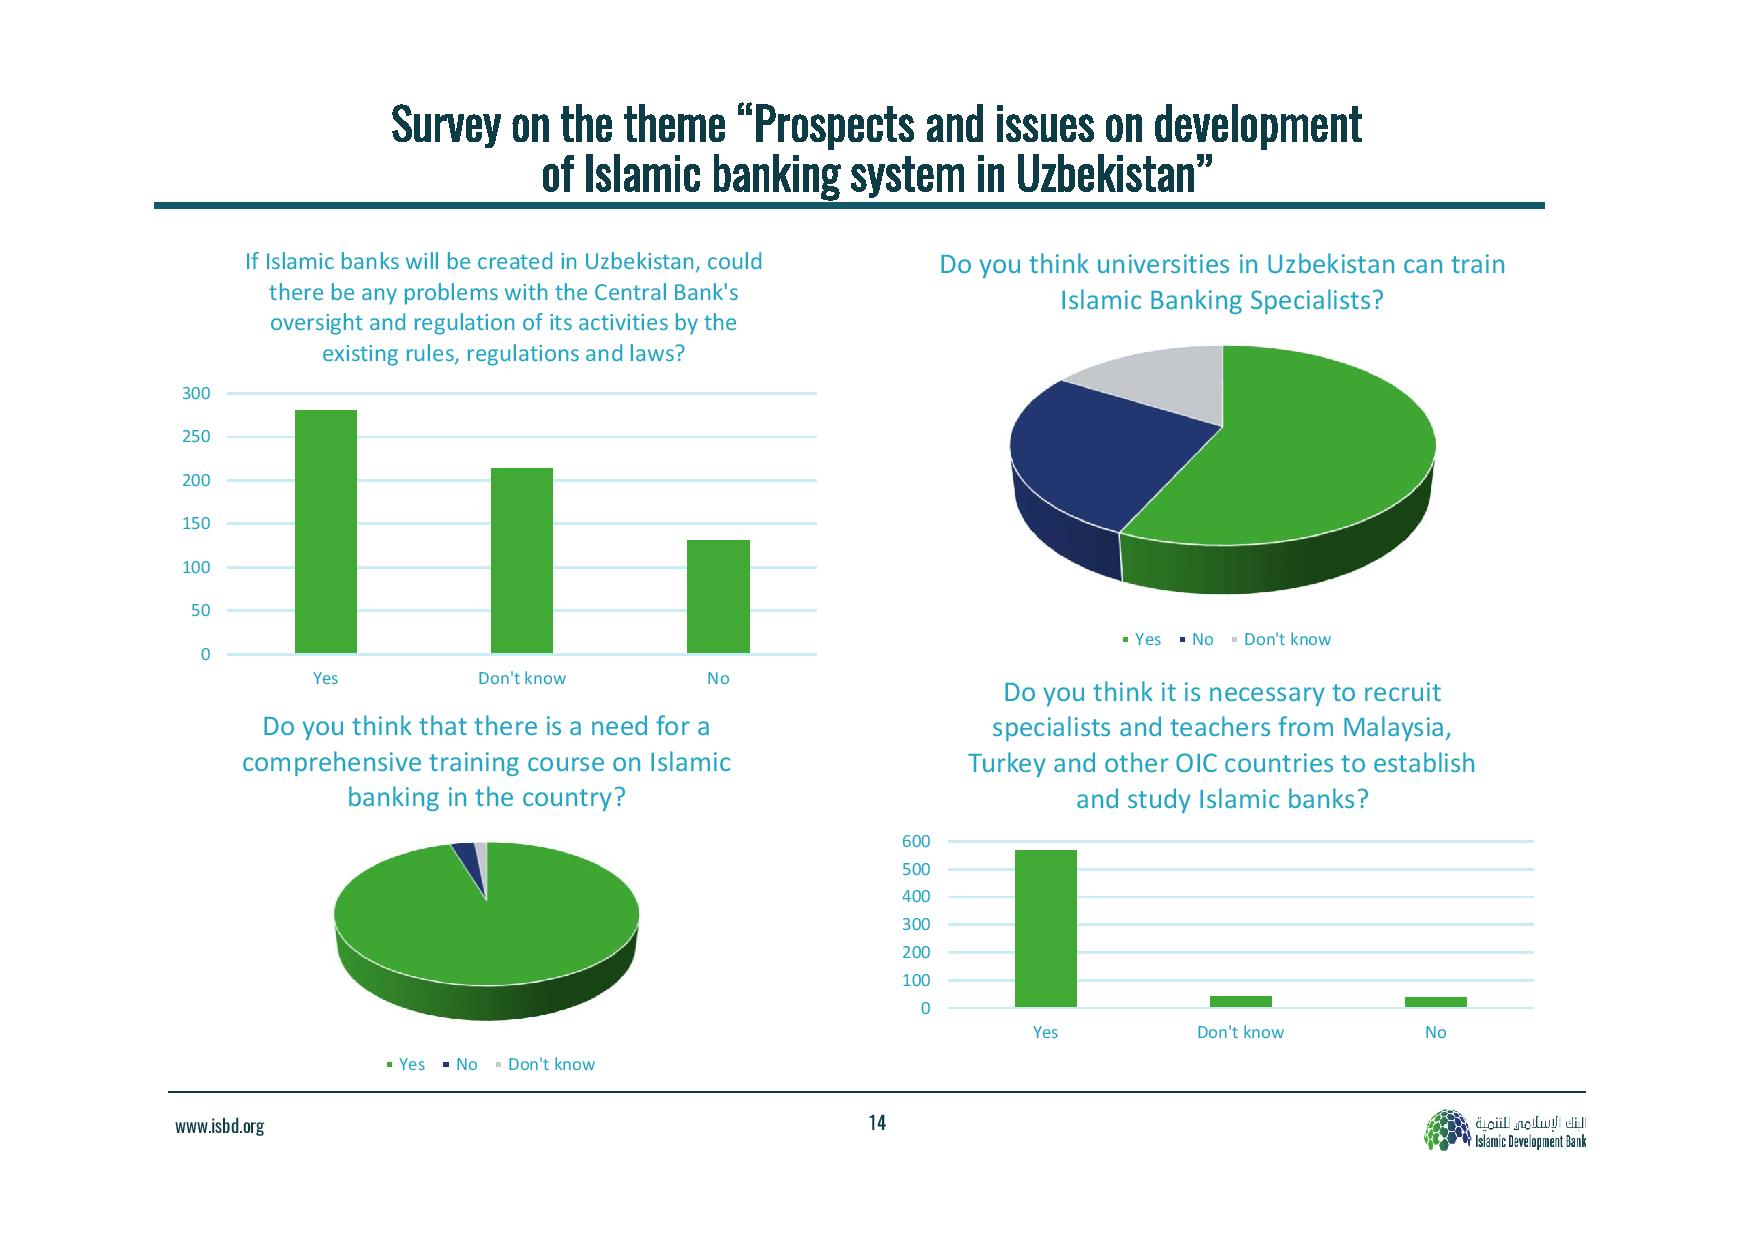 Survey on the theme “Prospects and issues on development
of Islamic banking system in Uzbekistan”
If Islamic banks will be created in Uzbekistan, could
there be any problems with the Central Bank's
oversight and regulation of its activities by the
existing rules, regulations and laws?
300
250
200
150
100
50
0
Yes
Don't know
No
Do you think universities in Uzbekistan can train
Islamic Banking Specialists?
Yes
No
Don't know
Do you think that there is a need for a
comprehensive training course on Islamic
banking in the country?
Yes
No
Don't know
Do you think it is necessary to recruit
specialists and teachers from Malaysia,
Turkey and other OIC countries to establish
and study Islamic banks?
600
500
400
300
200
100
0
Yes
Don't know
No
www.isbd.org
14
البنك الإسلامي للتنمية
Islamic Development Bank